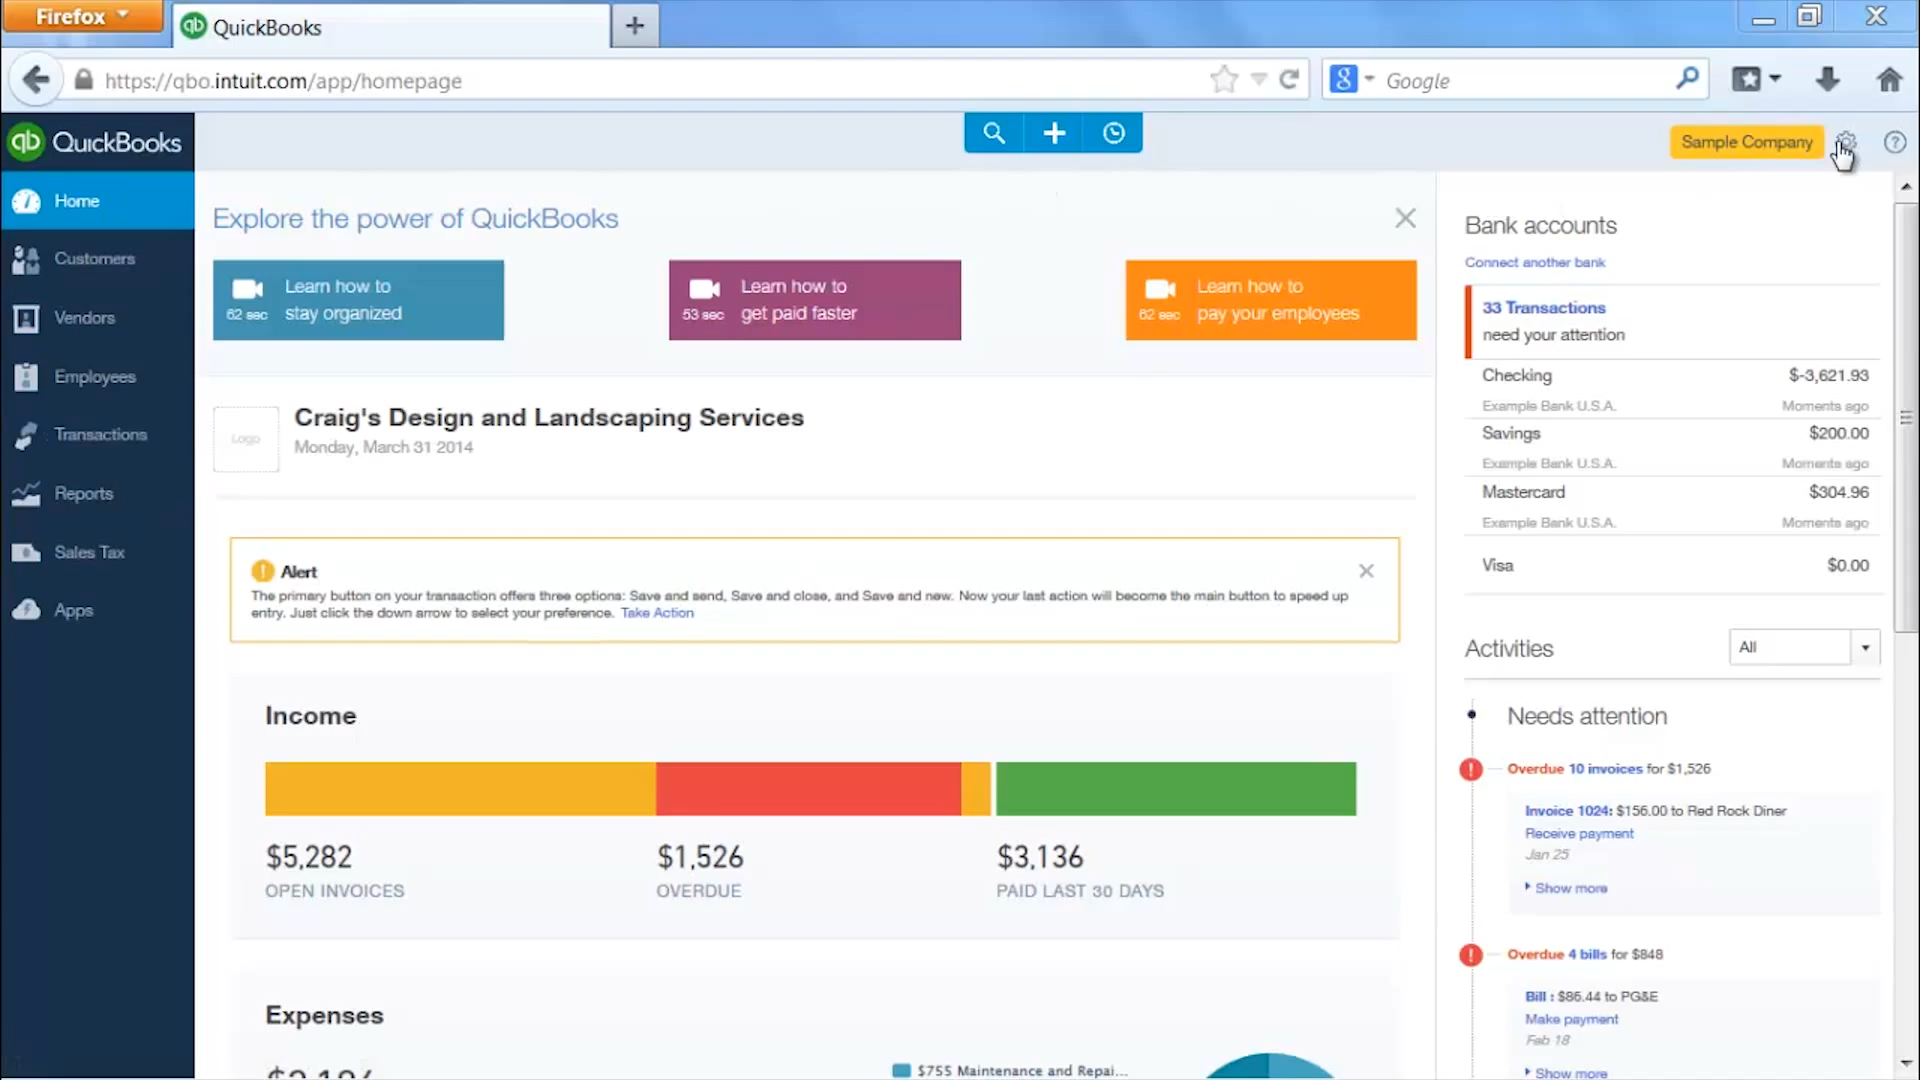 Firefox
QuickBooks
https://qbo.intuit.com/app/homepage
Google
QuickBooks
Sample Company
Home
Customers
Vendors
Employees
Transactions
Reports
Sales Tax
Apps
Explore the power of QuickBooks
62 sec
Learn how to
stay organized
53 sec
Learn how to
get paid faster
62 sec
Learn how to
pay your employees
Logo
Craig's Design and Landscaping Services
Monday, March 31 2014
Alert
The primary button on your transaction offers three options: Save and send, Save and close, and Save and new. Now your last action will become the main button to speed up
entry. Just click the down arrow to select your preference. Take Action
Income
$5,282
OPEN INVOICES
$1,526
OVERDUE
$3,136
PAID LAST 30 DAYS
Expenses
$755 Maintenance and Repai...
Bank accounts
Connect another bank
33 Transactions
need your attention
Checking $-3,621.93
Example Bank U.S.A. Moments ago
Savings $200.00
Example Bank U.S.A. Moments ago
Mastercard $304.96
Example Bank U.S.A. Moments ago
Visa $0.00
Activities All
Needs attention
Overdue 10 invoices for $1,526
Invoice 1024: $156.00 to Red Rock Diner
Receive payment
Jan 25
Show more
Overdue 4 bills for $848
Bill : $86.44 to PG&E
Make payment
Feb 18
Show more